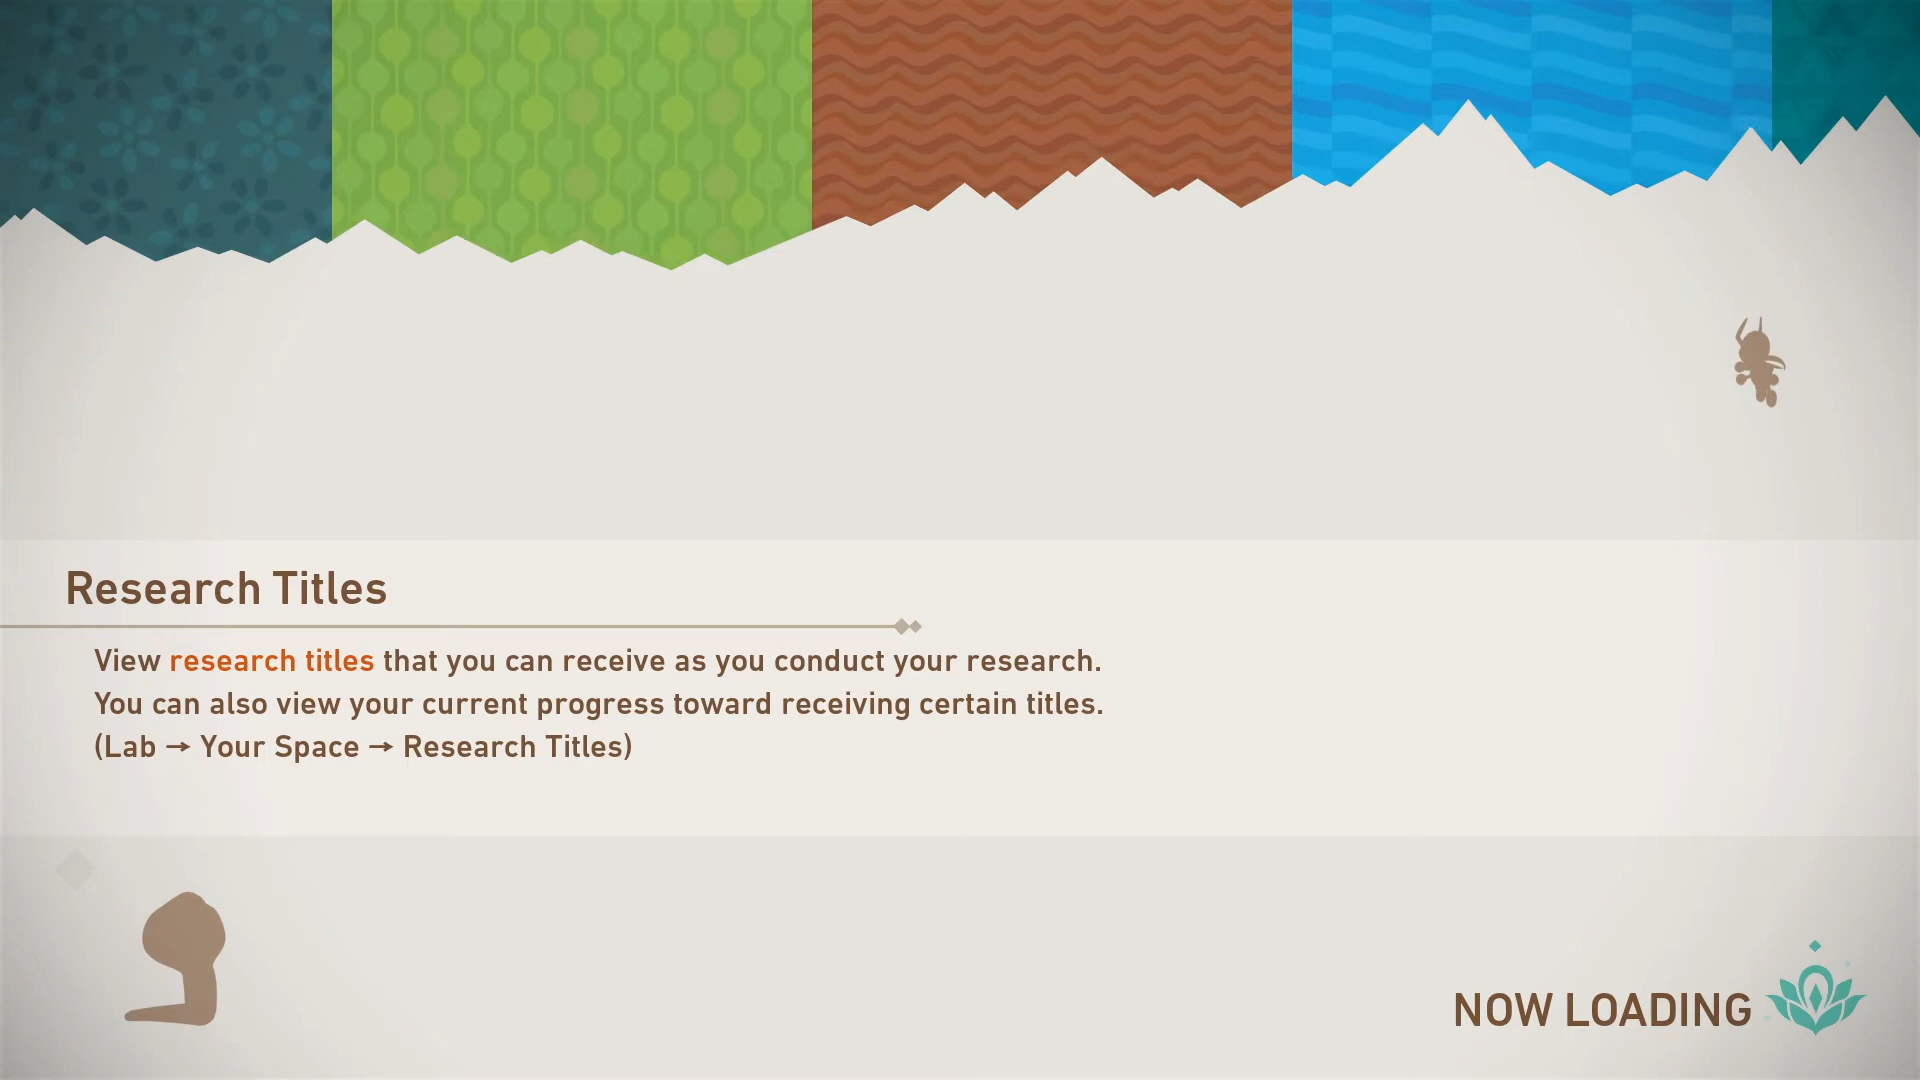 Research Titles
View research titles that you can receive as you conduct your research.
You can also view your current progress toward receiving certain titles.
(Lab → Your Space → Research Titles)
NOW LOADING